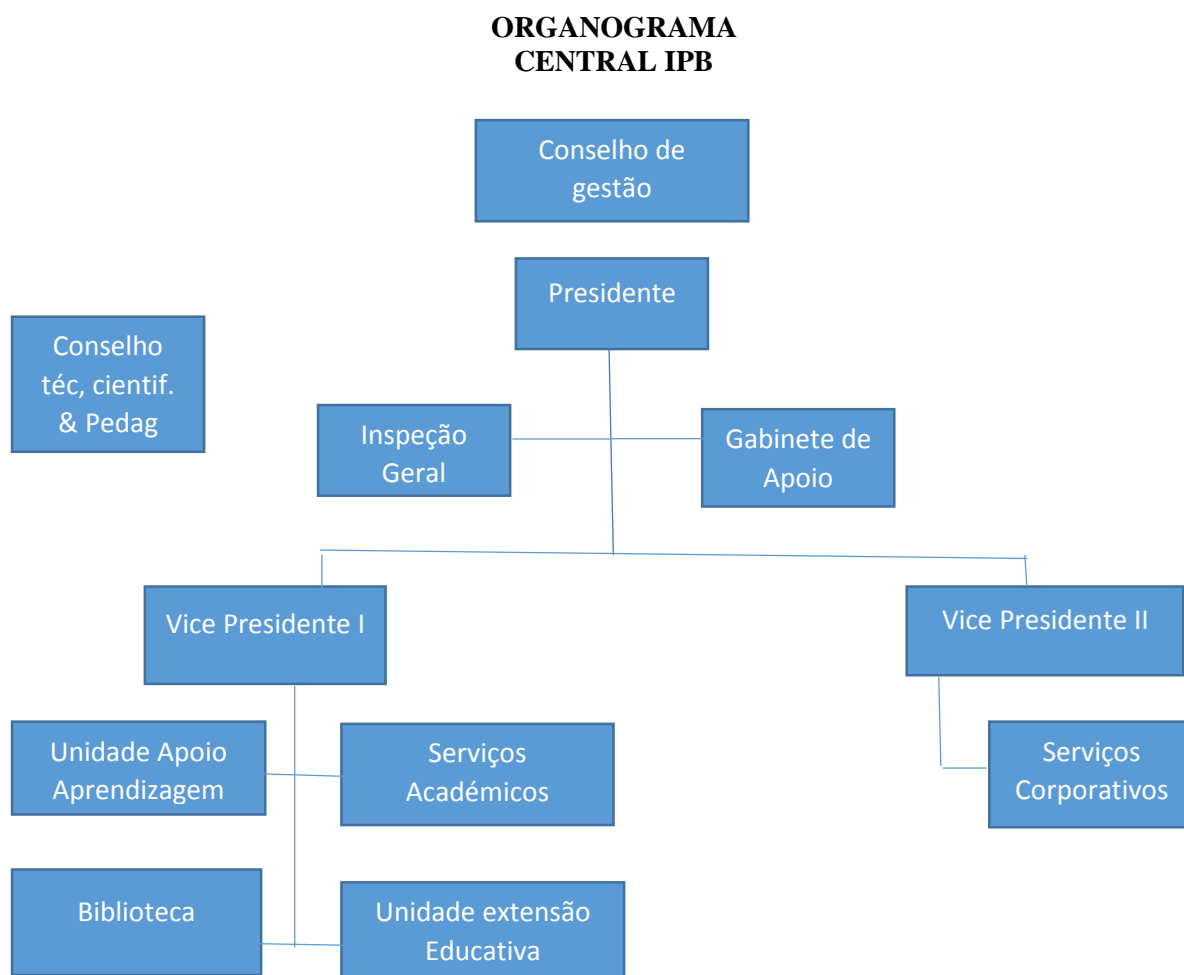 ORGANOGRAMA
CENTRAL IPB
Conselho de
gestão
Presidente
Conselho
téc, cientif.
& Pedag
Inspeção
Geral
Gabinete de
Apoio
Vice Presidente I
Vice Presidente II
Unidade Apoio
Aprendizagem
Serviços
Académicos
Serviços
Corporativos
Biblioteca
Unidade extensão
Educativa